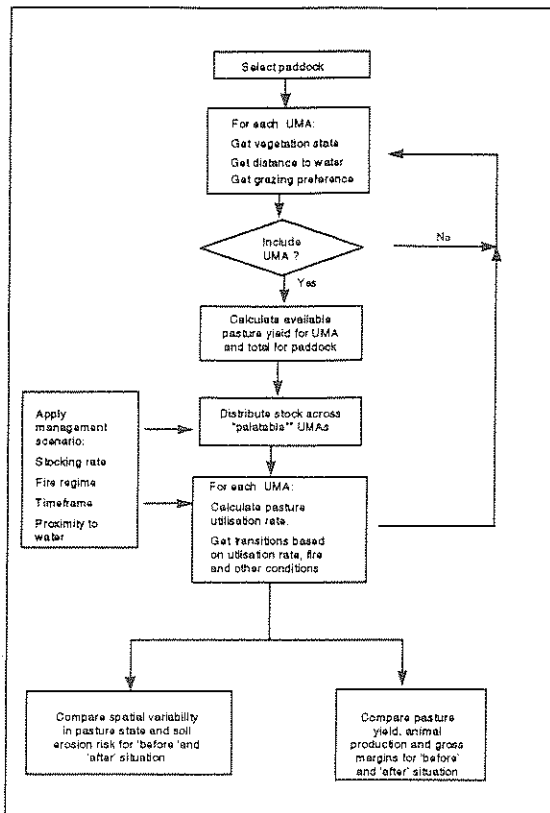 Select paddock
For each UMA:
Get vegetation state
Get distance to water
Get grazing preference
Include
UMA ?
No
Yes
Calculate available
pasture yield for UMA
and total for paddock
Apply
management
scenario:
Stocking rate
Fire regime
Timeframe
Proximity to
water
Distribute stock across
"palatable" UMAs
For each UMA:
Calculate pasture
utilisation rate.
Get transitions based
on utilisation rate, fire
and other conditions
Compare spatial variability
in pasture state and soil
erosion risk for 'before 'and
'after' situation
Compare pasture
yield, animal
production and gross
margins for 'before'
and 'after' situation